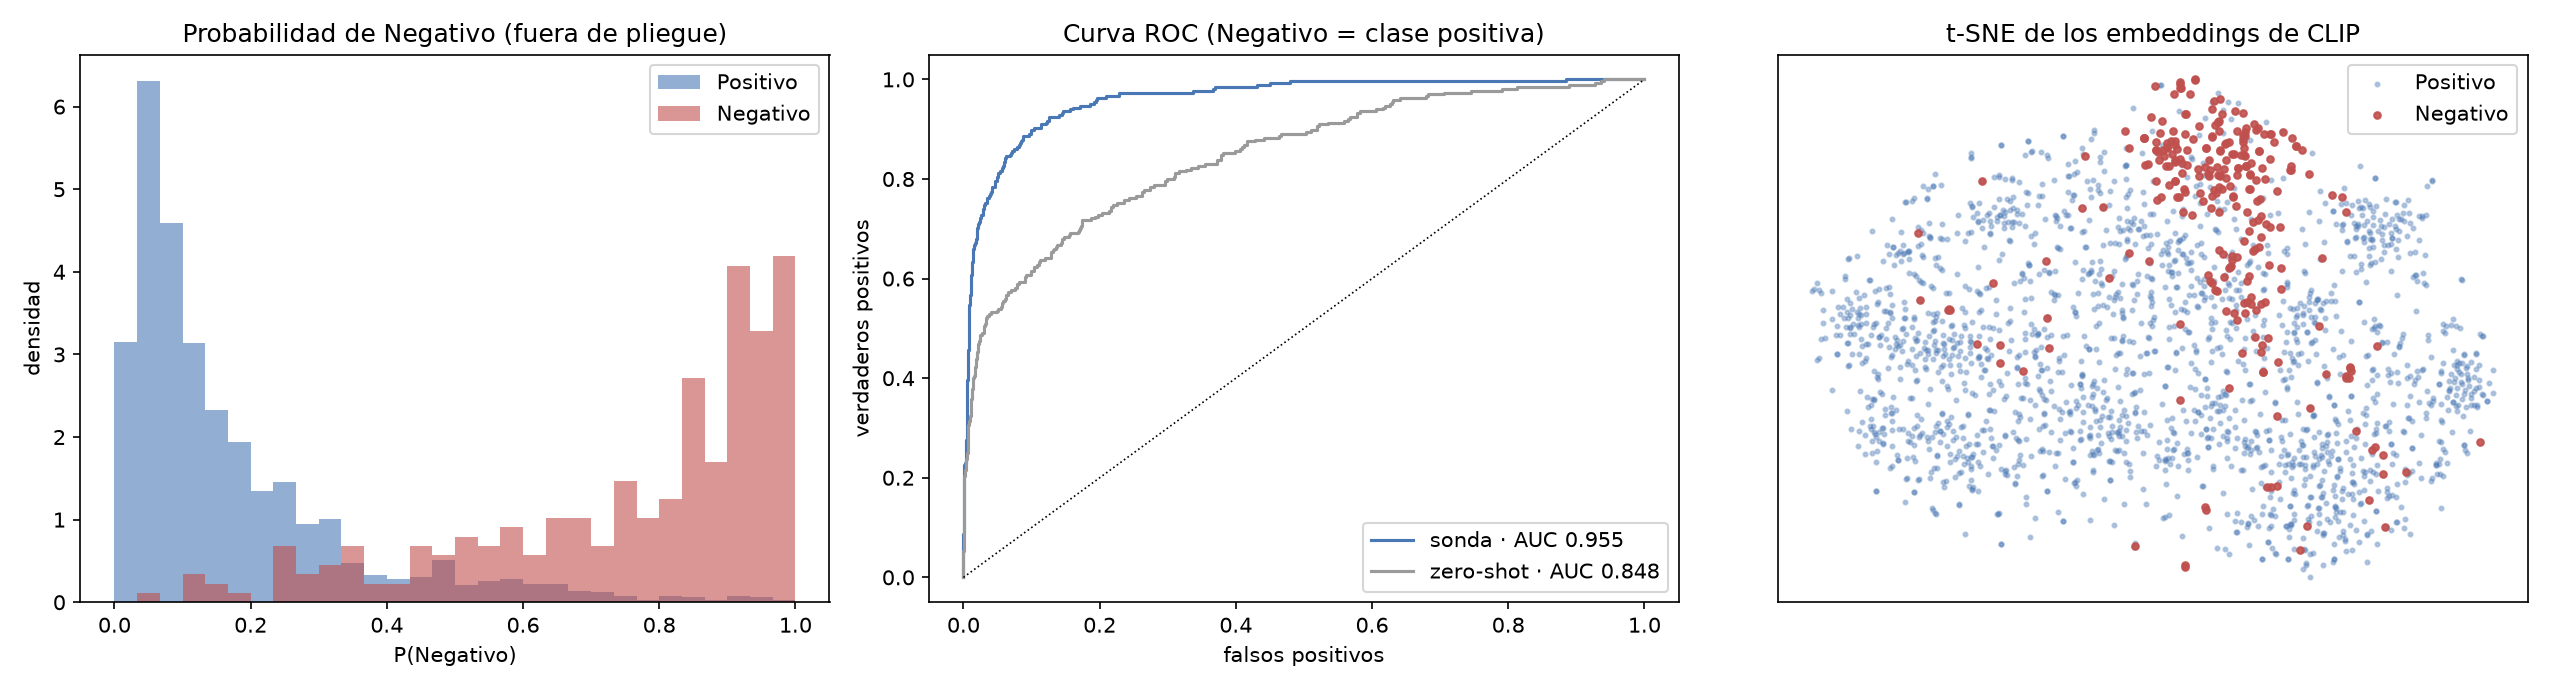 Probabilidad de Negativo (fuera de pliegue)
Positivo
Negativo
6
5
4
3
2
1
0
densidad
0.0 0.2 0.4 0.6 0.8 1.0
P(Negativo)
Curva ROC (Negativo = clase positiva)
1.0
0.8
0.6
0.4
0.2
0.0
verdaderos positivos
sonda · AUC 0.955
zero-shot · AUC 0.848
0.0 0.2 0.4 0.6 0.8 1.0
falsos positivos
t-SNE de los embeddings de CLIP
Positivo
Negativo